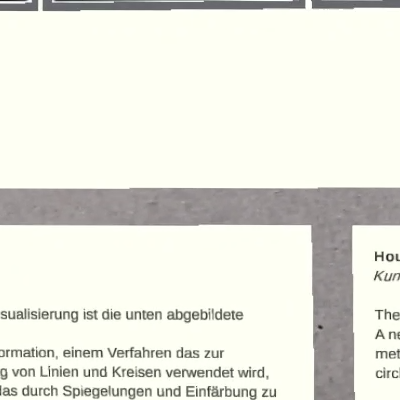 sualisierung ist die unten abgebildete
ormation, einem Verfahren das zur
g von Linien und Kreisen verwendet wird,
das durch Spiegelungen und Einfärbung zu
Hou
Kun
The
A ne
met
circ